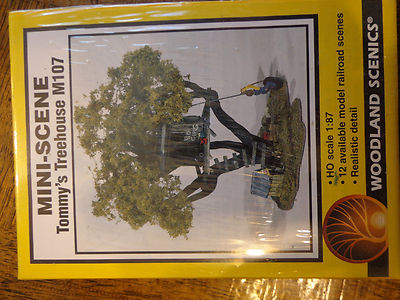 MINI-SCENE
Tommy's Treehouse M107
• HO scale 1:87
• 12 available model railroad scenes
• Realistic detail
WOODLAND SCENICS®